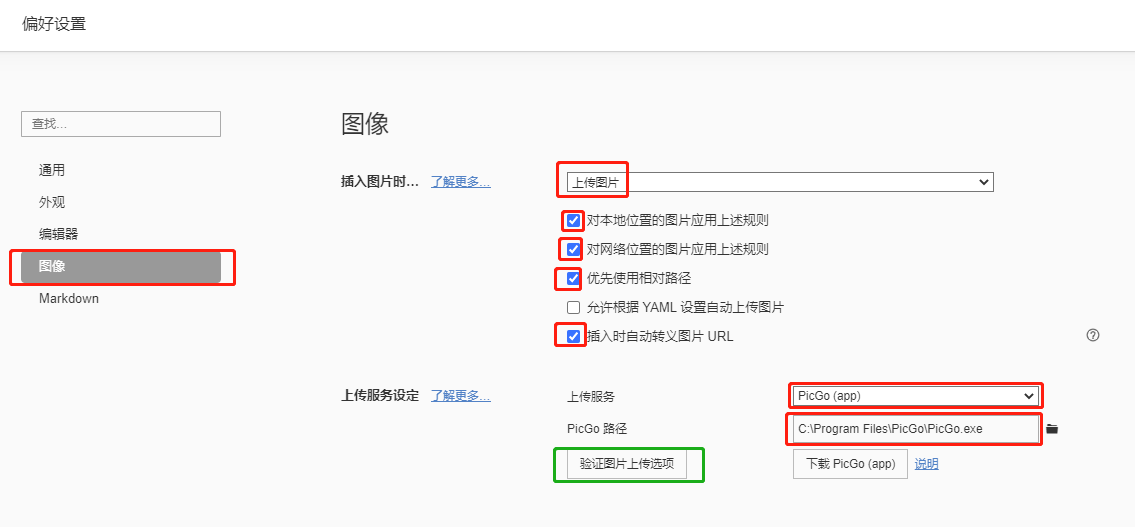 偏好设置
查找...
通用
外观
编辑器
图像
Markdown
图像
插入图片时... 了解更多... 上传图片
对本地位置的图片应用上述规则
对网络位置的图片应用上述规则
优先使用相对路径
允许根据 YAML 设置自动上传图片
插入时自动转义图片 URL
上传服务设定 了解更多... 上传服务 PicGo (app)
PicGo 路径 C:\Program Files\PicGo\PicGo.exe
验证图片上传选项 下载 PicGo (app) 说明